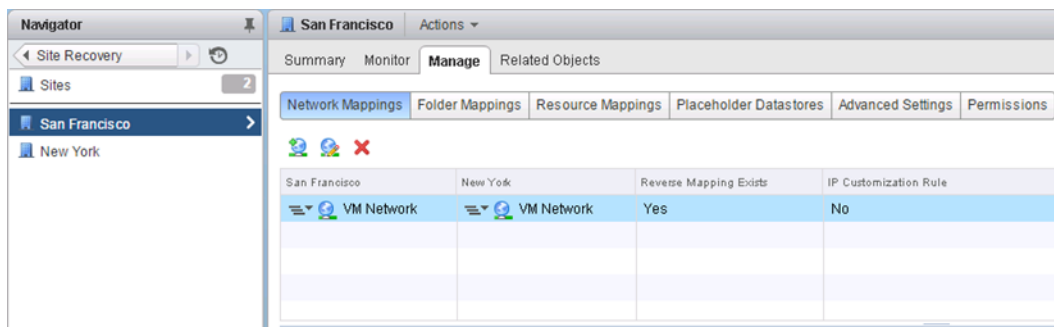 Navigator
San Francisco Actions
Site Recovery
Summary Monitor Manage Related Objects
Sites 2
Network Mappings Folder Mappings Resource Mappings Placeholder Datastores Advanced Settings Permissions
San Francisco
New York
San Francisco New York Reverse Mapping Exists IP Customization Rule
VM Network VM Network Yes No